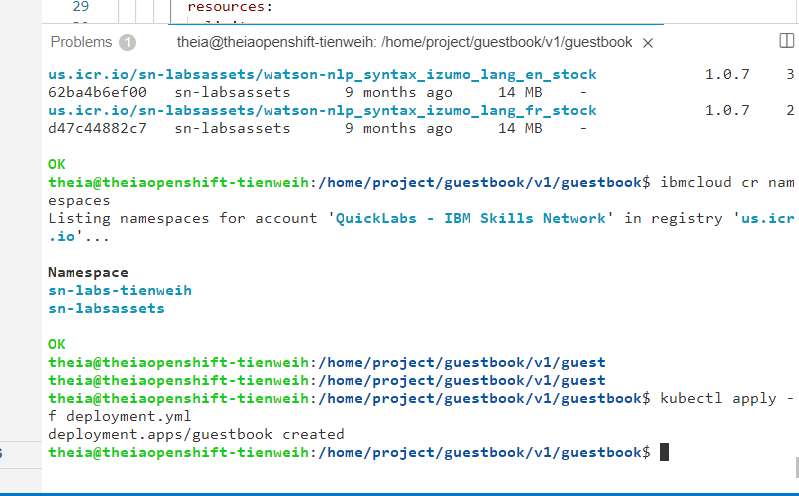 29
resources:
Problems 1
theia@theiaopenshift-tienweih: /home/project/guestbook/v1/guestbook ×
us.icr.io/sn-labsassets/watson-nlp_syntax_izumo_lang_en_stock 1.0.7 3
62ba4b6ef00 sn-labsassets 9 months ago 14 MB -
us.icr.io/sn-labsassets/watson-nlp_syntax_izumo_lang_fr_stock 1.0.7 2
d47c44882c7 sn-labsassets 9 months ago 14 MB -
OK
theia@theiaopenshift-tienweih:/home/project/guestbook/v1/guestbook$ ibmcloud cr nam
espaces
Listing namespaces for account 'QuickLabs - IBM Skills Network' in registry 'us.icr
.io'...
Namespace
sn-labs-tienweih
sn-labsassets
OK
theia@theiaopenshift-tienweih:/home/project/guestbook/v1/guest
theia@theiaopenshift-tienweih:/home/project/guestbook/v1/guest
theia@theiaopenshift-tienweih:/home/project/guestbook/v1/guestbook$ kubectl apply -
f deployment.yml
deployment.apps/guestbook created
theia@theiaopenshift-tienweih:/home/project/guestbook/v1/guestbook$